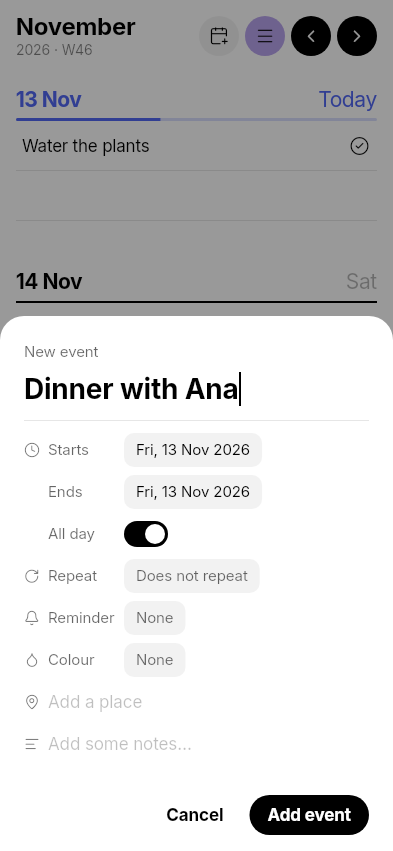 November
2026 · W46
13 Nov Today
Water the plants
14 Nov Sat
New event
Dinner with Ana
Starts Fri, 13 Nov 2026
Ends Fri, 13 Nov 2026
All day
Repeat Does not repeat
Reminder None
Colour None
Add a place
Add some notes...
Cancel Add event